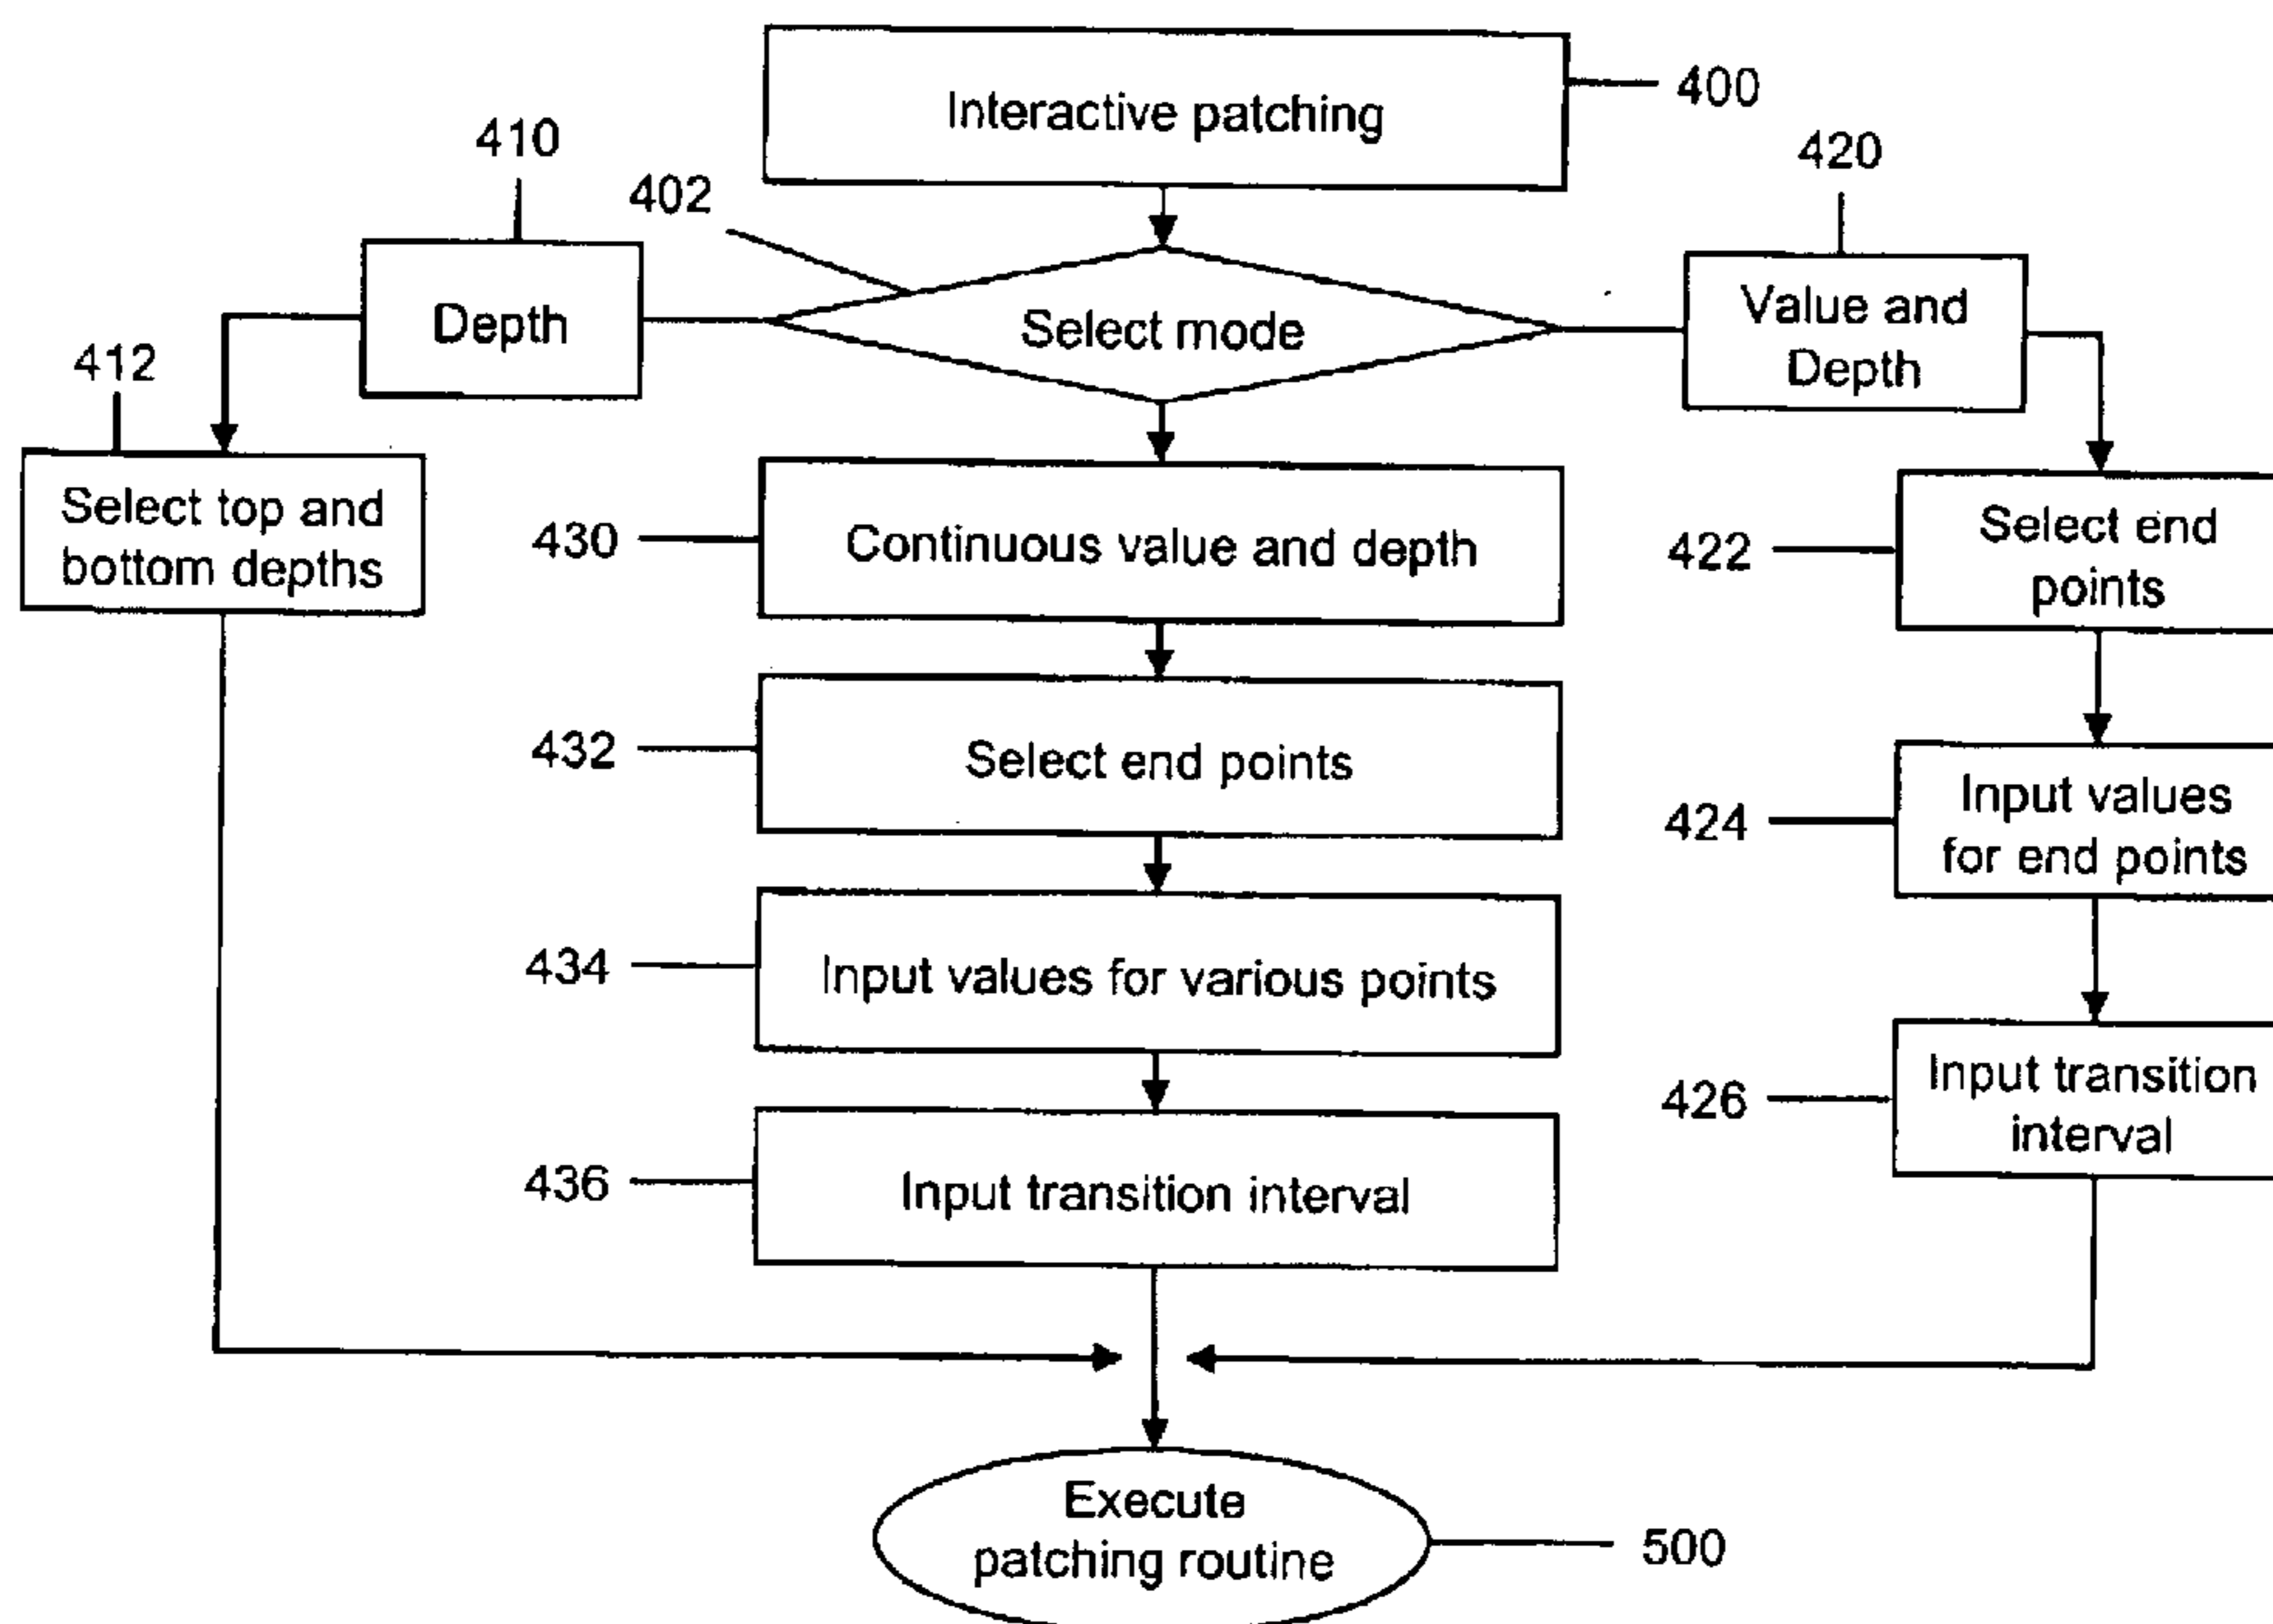 Interactive patching
400
410
402
420
Depth
Select mode
Value and
Depth
412
Select top and
bottom depths
430
Continuous value and depth
422
Select end
points
432
Select end points
424
Input values
for end points
434
Input values for various points
426
Input transition
interval
436
Input transition interval
Execute
patching routine
500